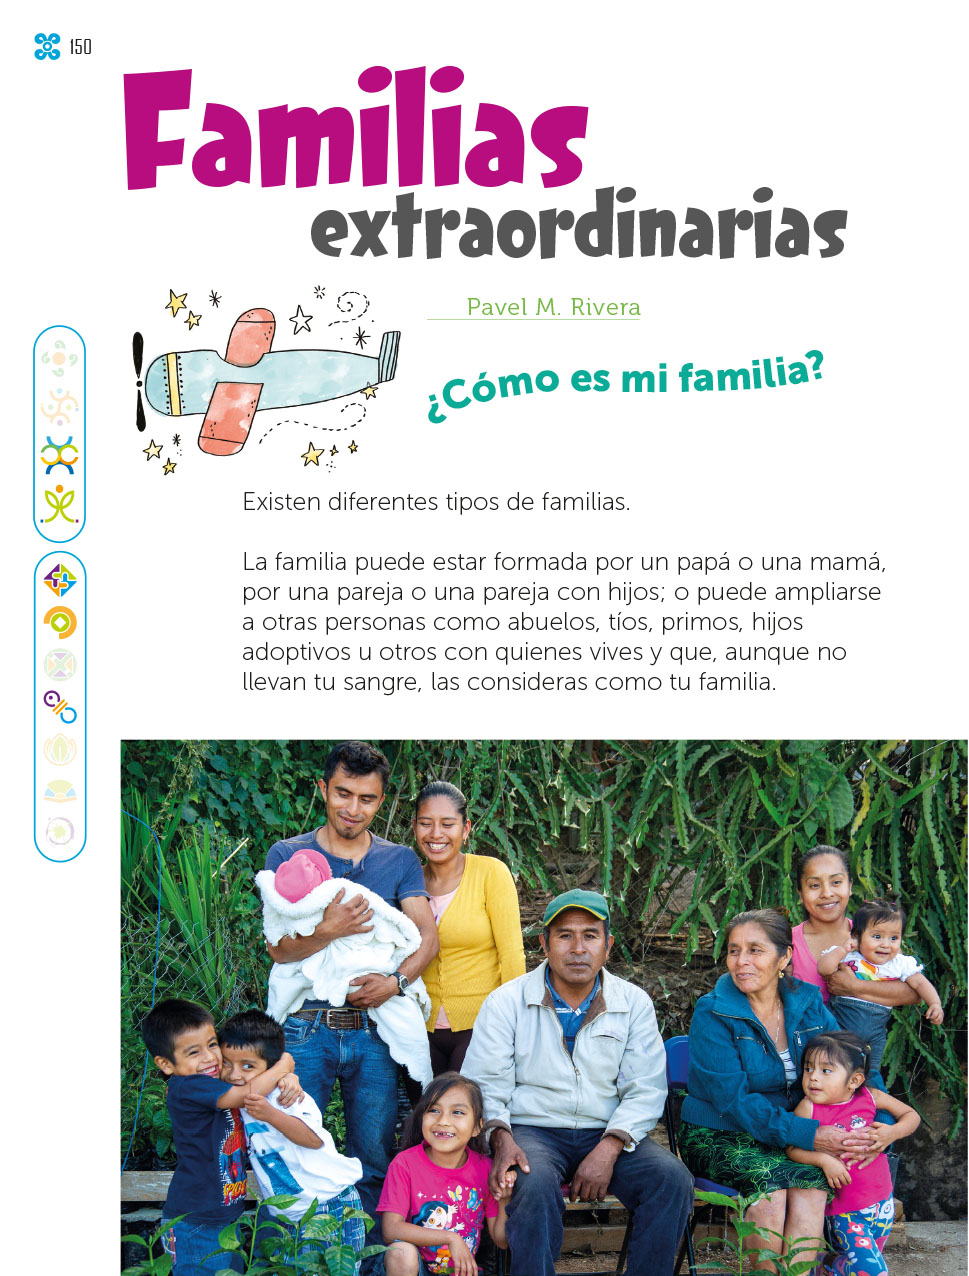 150
Familias
extraordinarias
Pavel M. Rivera
¿Cómo es mi familia?
Existen diferentes tipos de familias.
La familia puede estar formada por un papá o una mamá,
por una pareja o una pareja con hijos; o puede ampliarse
a otras personas como abuelos, tíos, primos, hijos
adoptivos u otros con quienes vives y que, aunque no
llevan tu sangre, las consideras como tu familia.